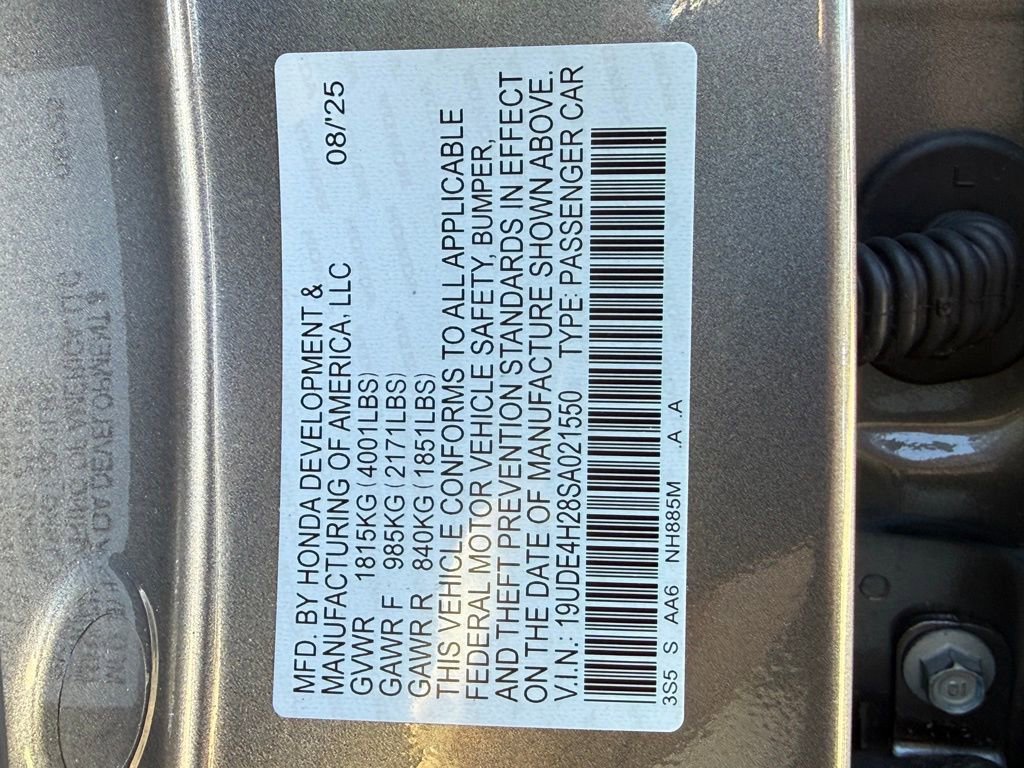 MFD. BY HONDA DEVELOPMENT & 08/'25
MANUFACTURING OF AMERICA, LLC
GVWR 1815KG (4001LBS)
GAWR F 985KG (2171LBS)
GAWR R 840KG (1851LBS)
THIS VEHICLE CONFORMS TO ALL APPLICABLE
FEDERAL MOTOR VEHICLE SAFETY, BUMPER,
AND THEFT PREVENTION STANDARDS IN EFFECT
ON THE DATE OF MANUFACTURE SHOWN ABOVE.
V.I.N.: 19UDE4H28SA021550 TYPE: PASSENGER CAR
3S5 S AA6 NH885M .A .A
L